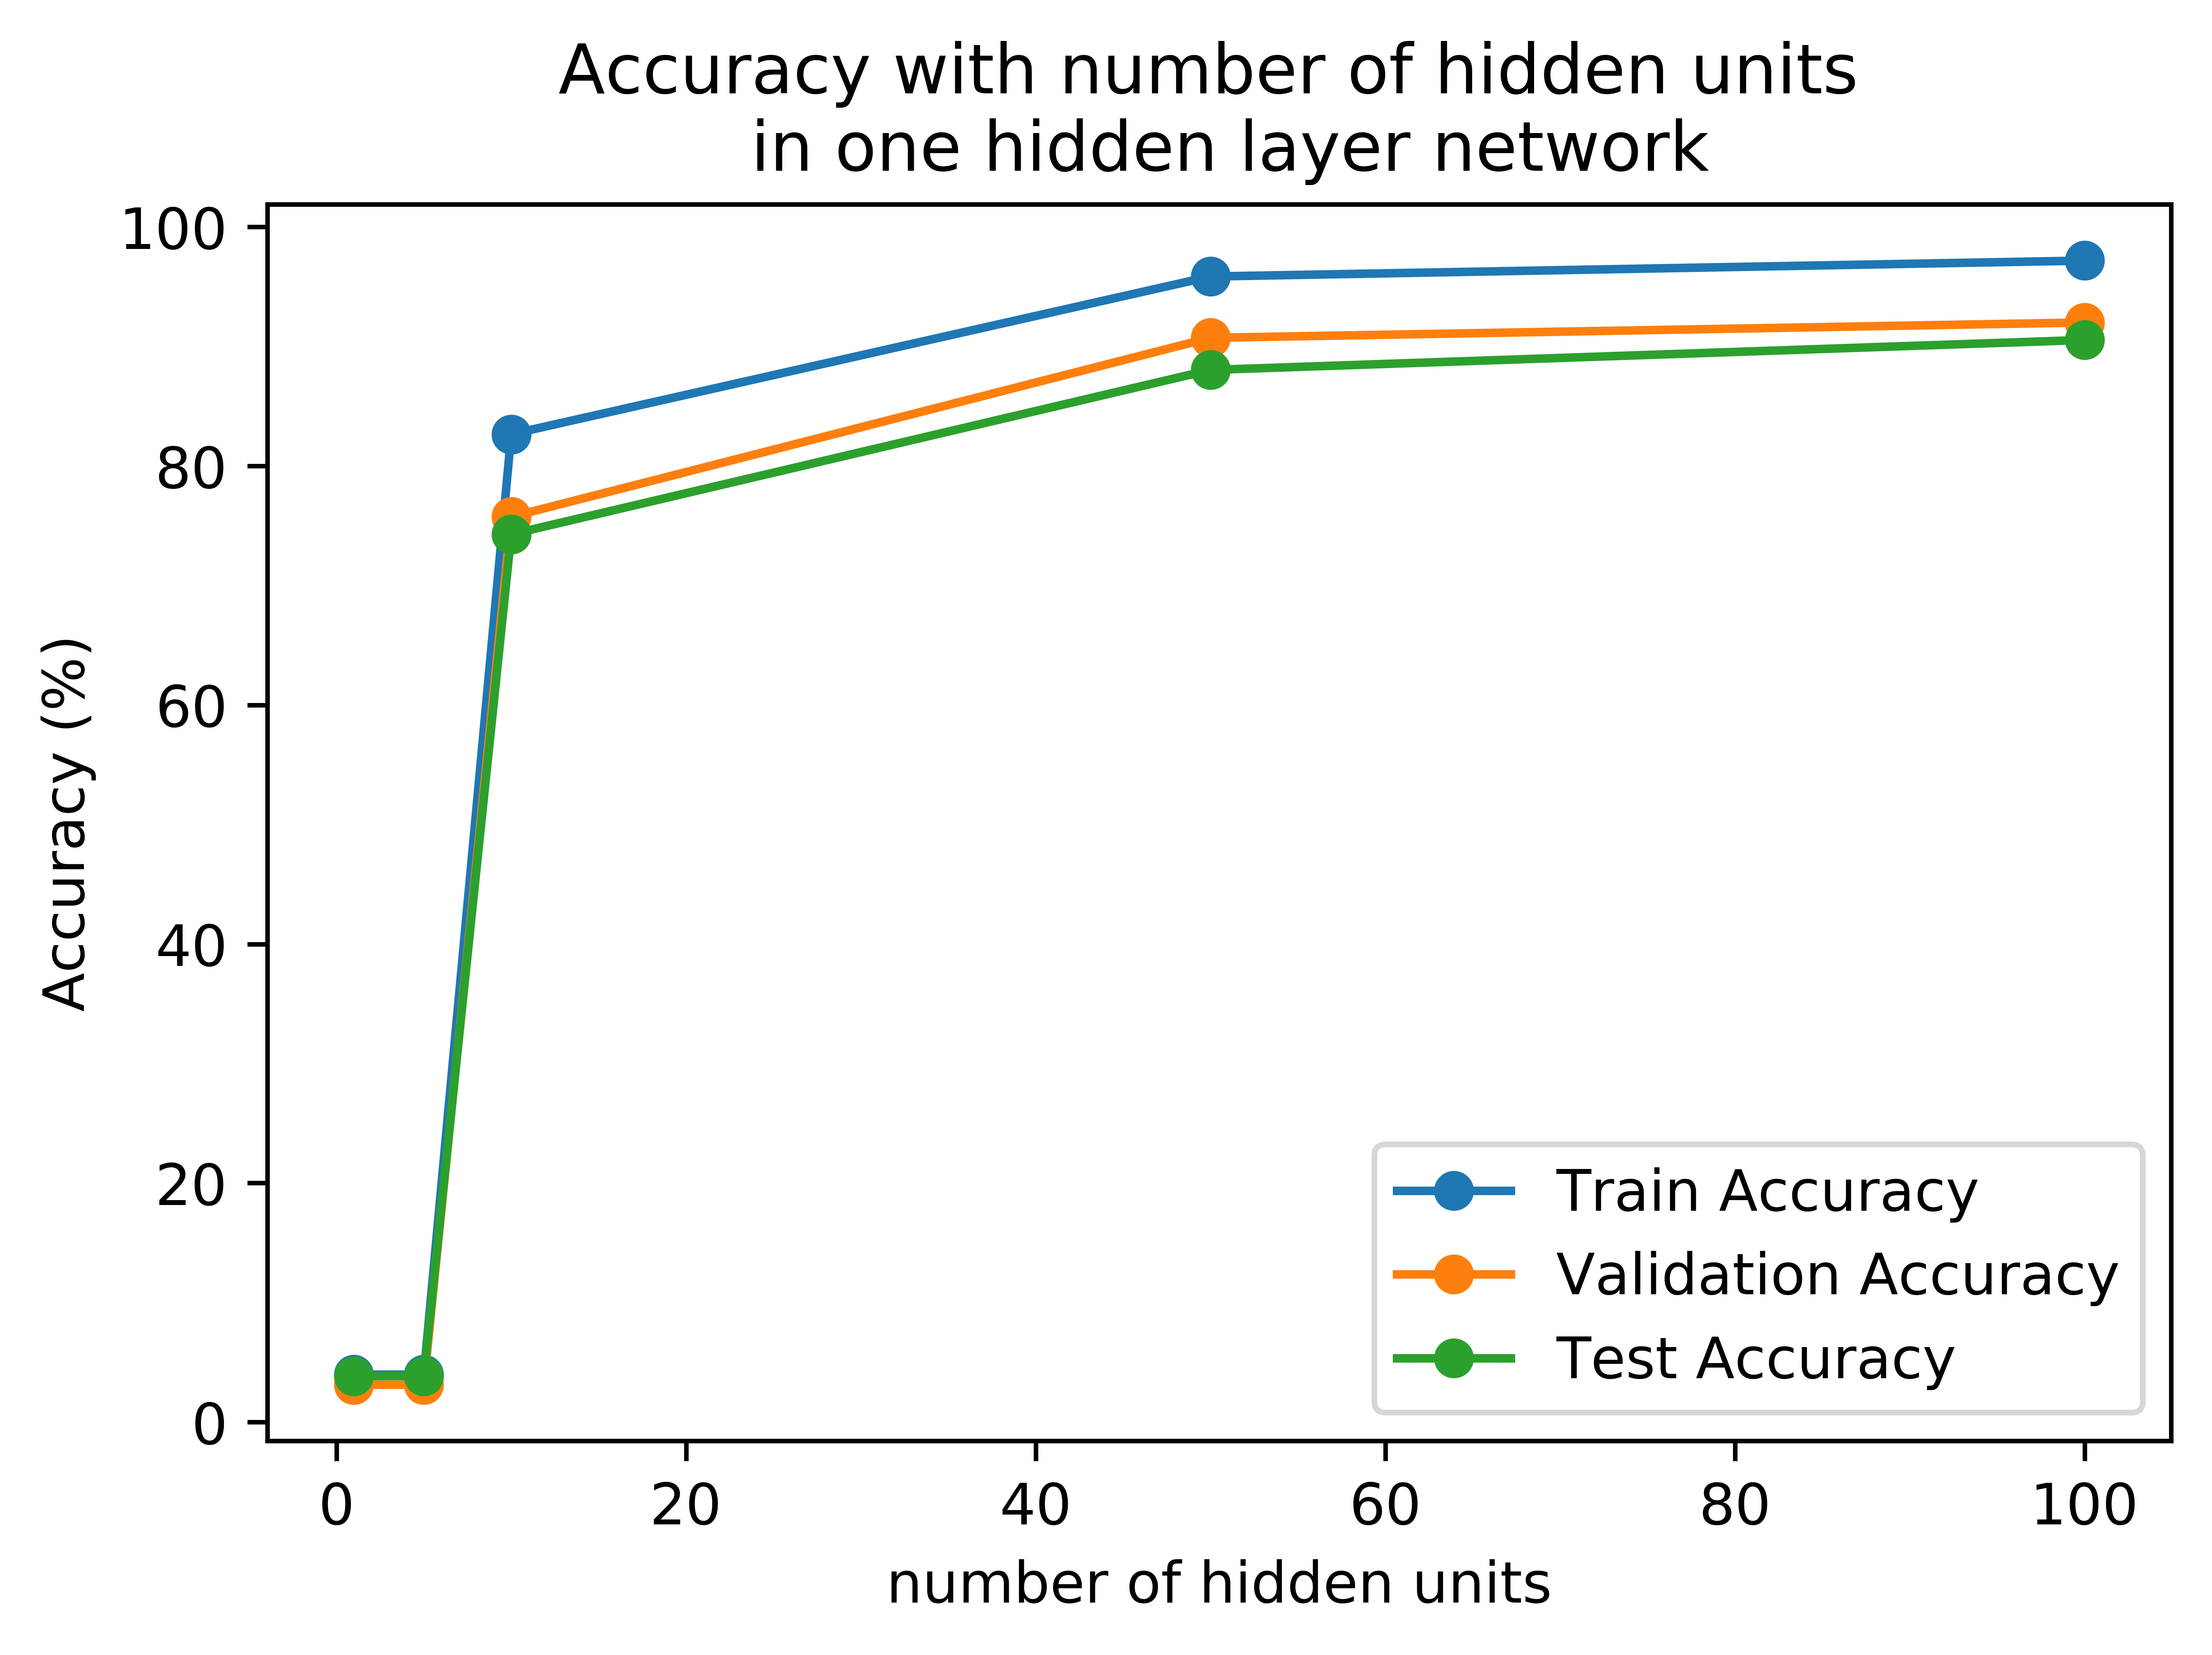 Accuracy with number of hidden units
in one hidden layer network
Accuracy (%)
100
80
60
40
20
0
0 20 40 60 80 100
number of hidden units
Train Accuracy
Validation Accuracy
Test Accuracy